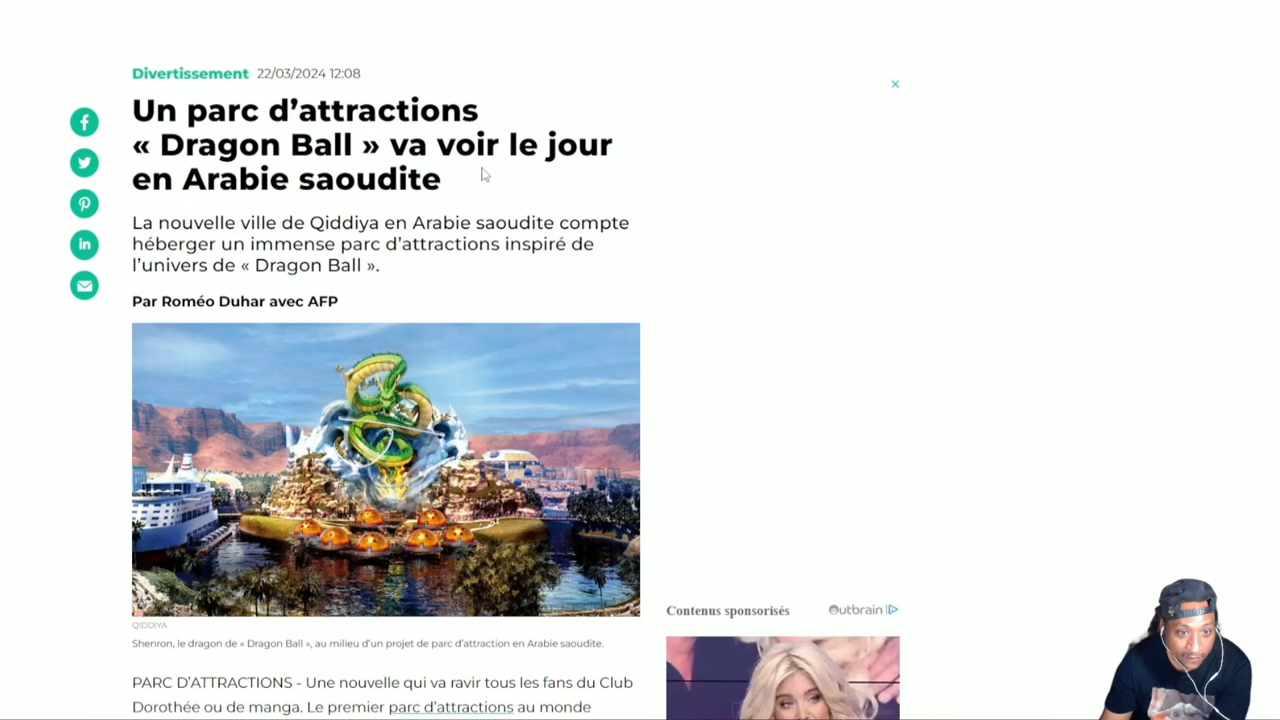 Divertissement 22/03/2024 12:08
Un parc d’attractions
« Dragon Ball » va voir le jour
en Arabie saoudite
La nouvelle ville de Qiddiya en Arabie saoudite compte
héberger un immense parc d’attractions inspiré de
l’univers de « Dragon Ball ».
Par Roméo Duhar avec AFP
QIDDIYA
Shenron, le dragon de « Dragon Ball », au milieu d’un projet de parc d’attraction en Arabie saoudite.
PARC D’ATTRACTIONS - Une nouvelle qui va ravir tous les fans du Club
Dorothée ou de manga. Le premier parc d’attractions au monde
Contenus sponsorisés
Outbrain